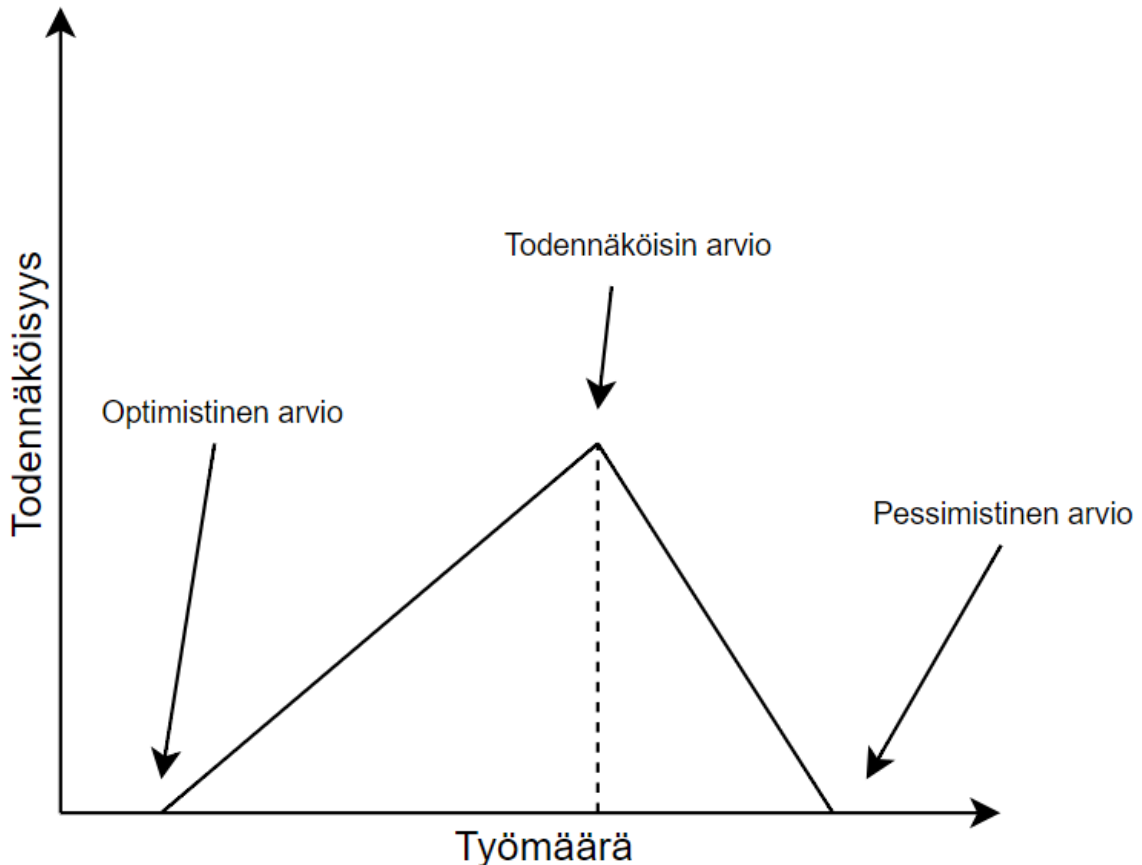 Todennäköisin arvio
Optimistinen arvio
Pessimistinen arvio
Todennäköisyys
Työmäärä